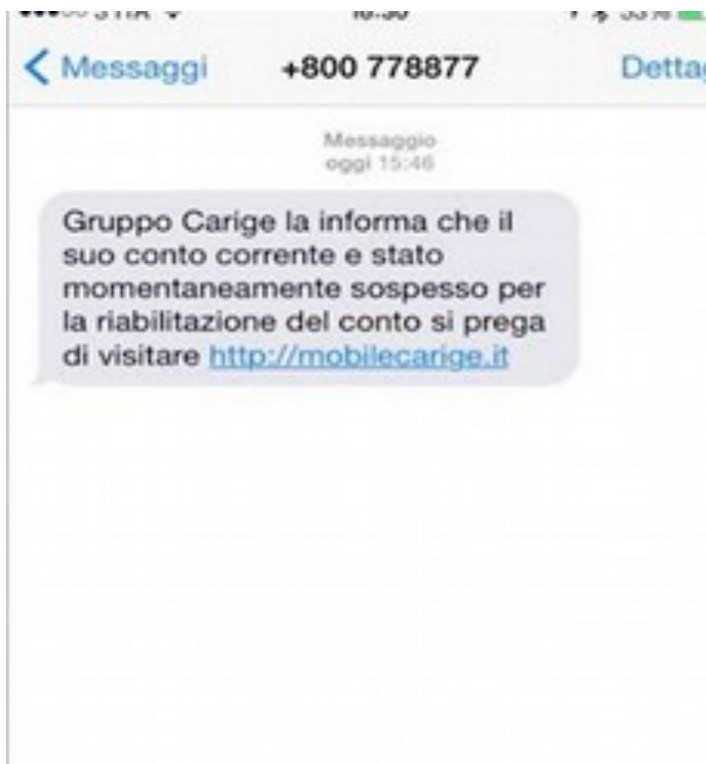 Messaggi +800 778877
Messaggio
oggi 15:46
Gruppo Carige la informa che il
suo conto corrente e stato
momentaneamente sospesso per
la riabilitazione del conto si prega
di visitare http://mobilecarige.it